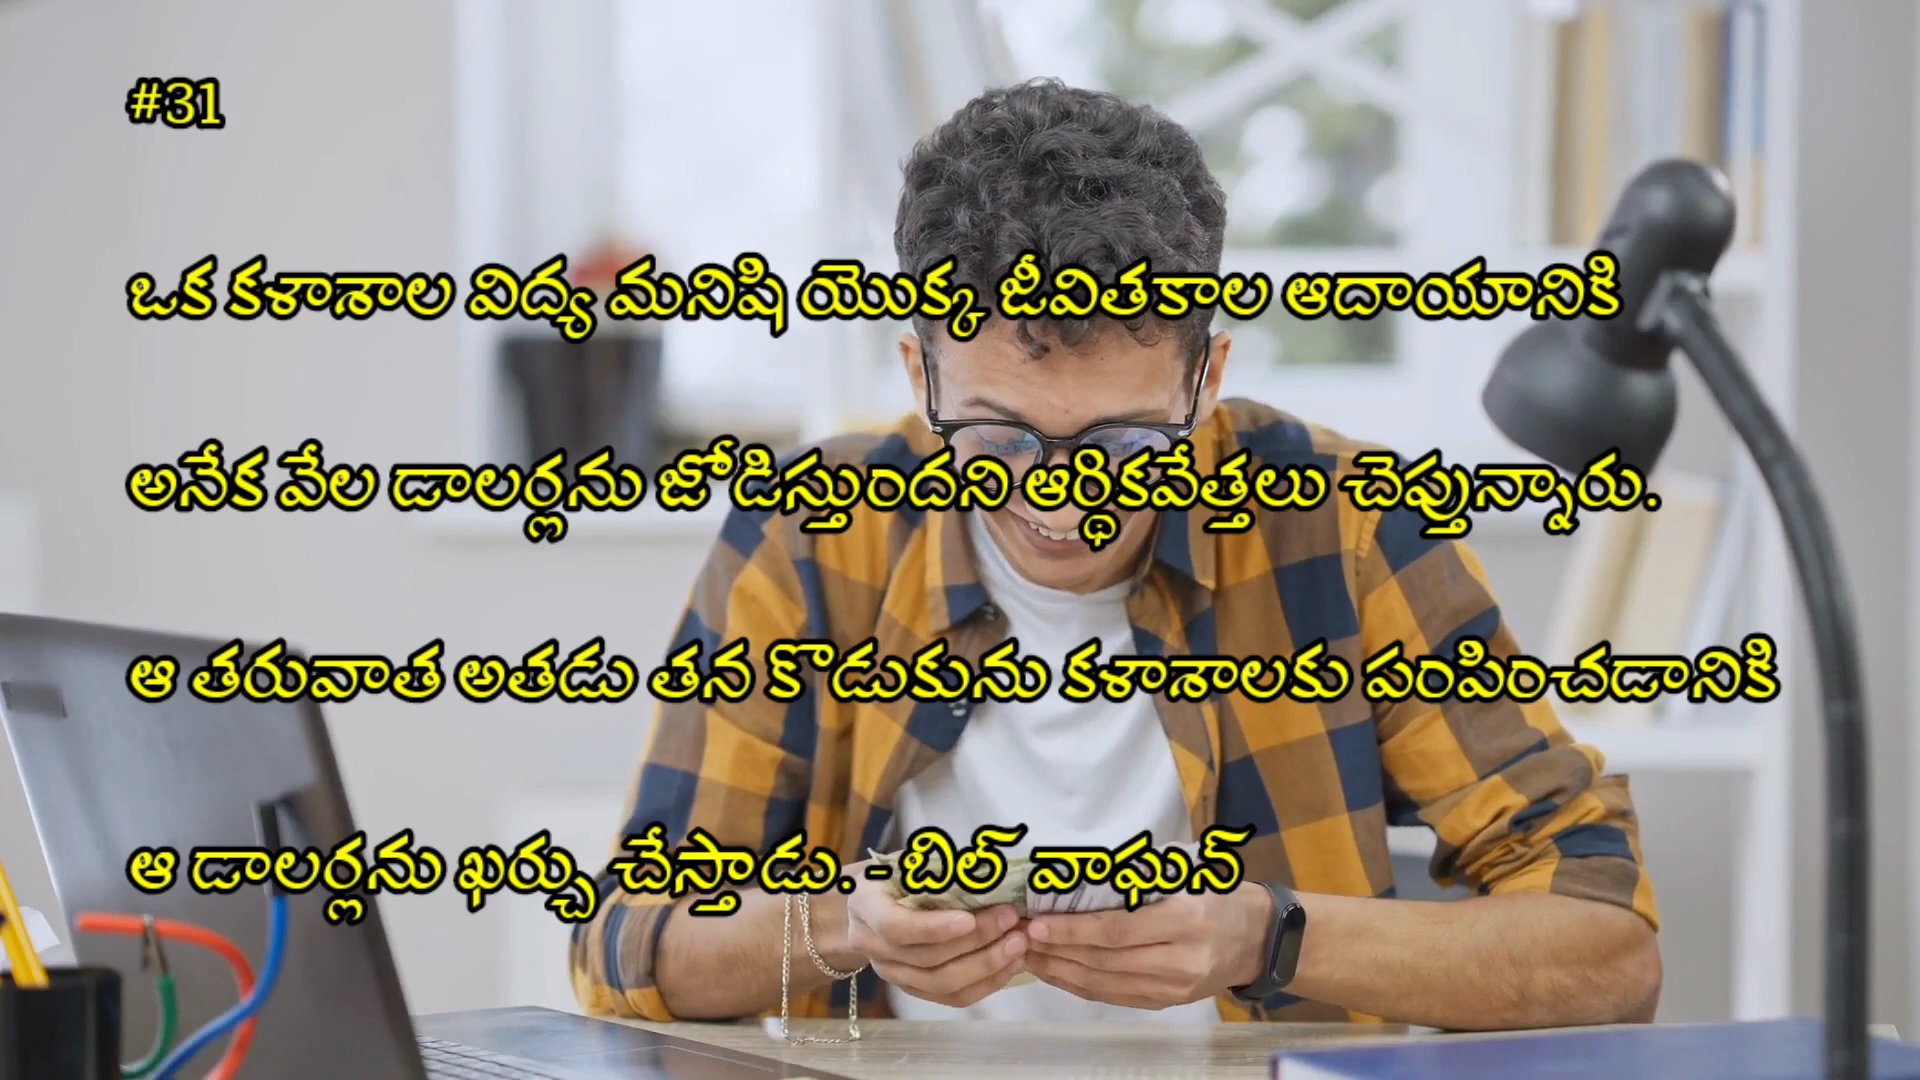 #31
ఒక కళాశాల విద్య మనిషి యొక్క జీవితకాల ఆదాయానికి
అనేక వేల డాలర్లను జోడిస్తుందని ఆర్థికవేత్తలు చెప్తున్నారు.
ఆ తరువాత అతడు తన కొడుకును కళాశాలకు పంపించడానికి
ఆ డాలర్లను ఖర్చు చేస్తాడు. - బిల్ వాఘన్